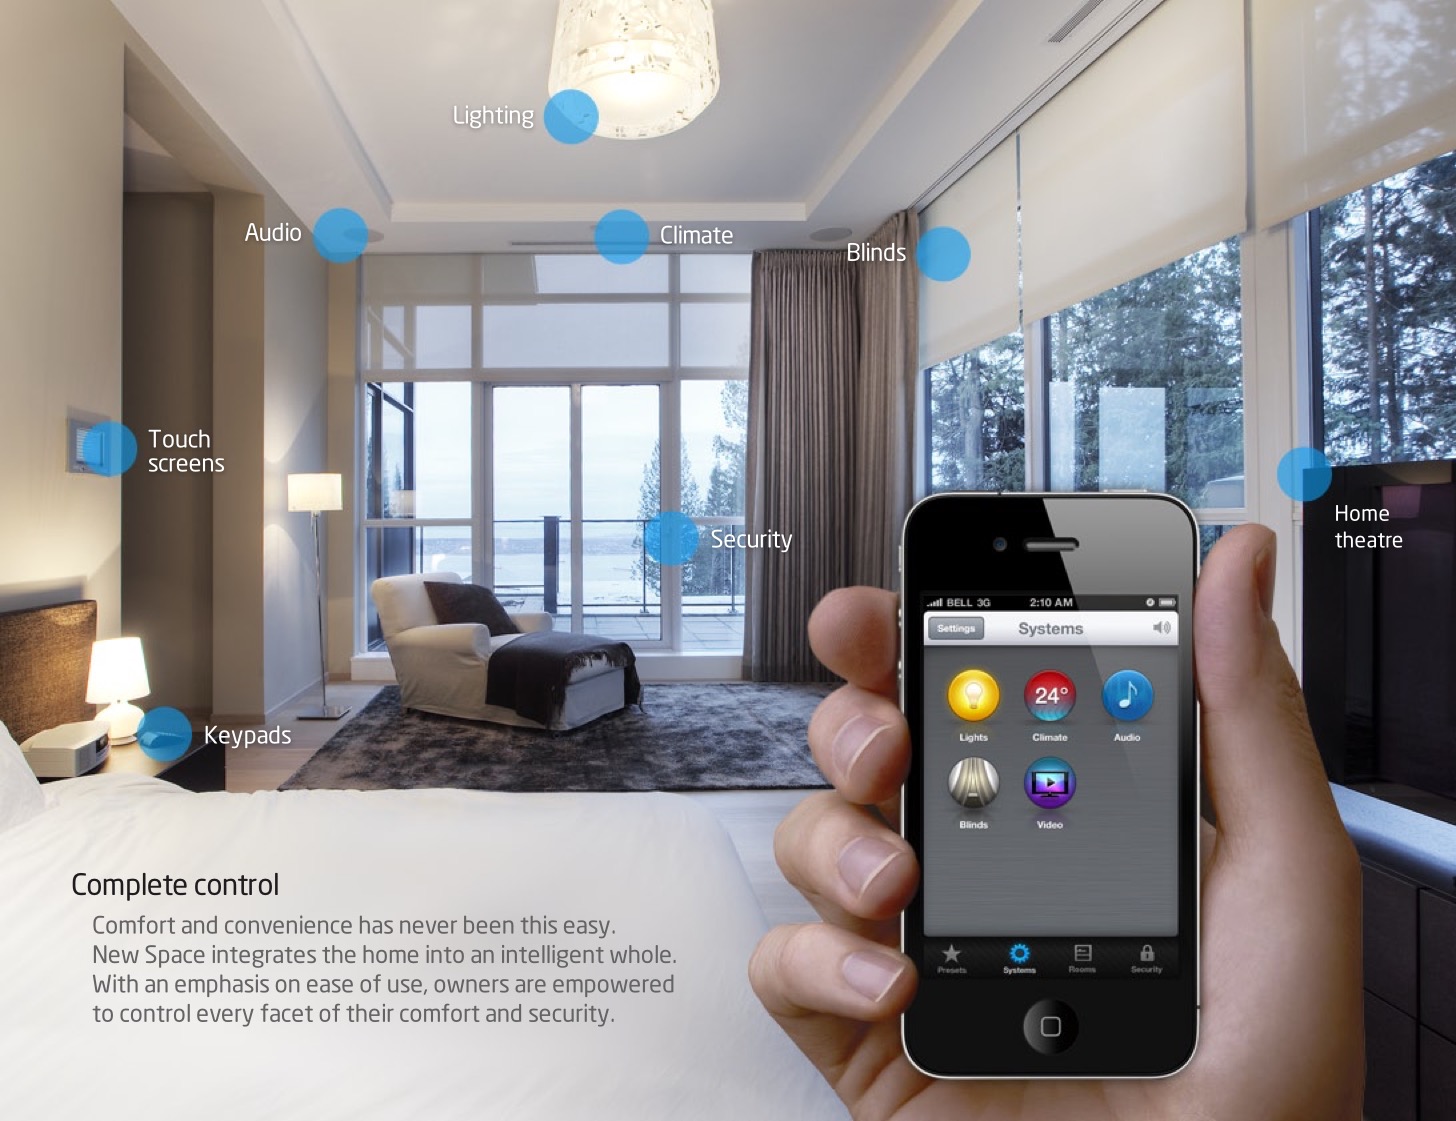 Lighting
Audio
Climate
Blinds
Touch
screens
Security
Home
theatre
Keypads
BELL 3G 2:10 AM
Settings Systems
24°
Lights Climate Audio
Blinds Video
Presets Systems Rooms Security
Complete control
Comfort and convenience has never been this easy.
New Space integrates the home into an intelligent whole.
With an emphasis on ease of use, owners are empowered
to control every facet of their comfort and security.